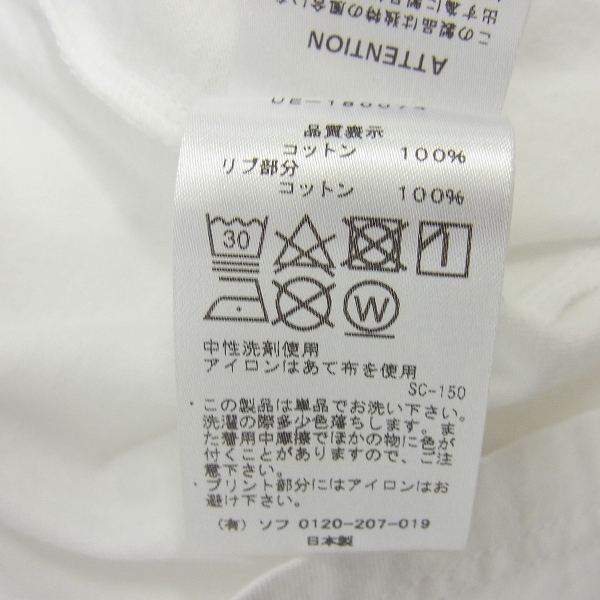 ATTENTION
品質表示
コットン 100%
リブ部分
コットン 100%
30
W
中性洗剤使用
アイロンはあて布を使用
SC-150
・この製品は単品でお洗い下さい。
洗濯の際多少色落ちします。ま
た着用中摩擦でほかの物に色が
付くことがありますので、ご注
意下さい。
・プリント部分にはアイロンはお
避け下さい。
(有) ソフ 0120-207-019
日本製